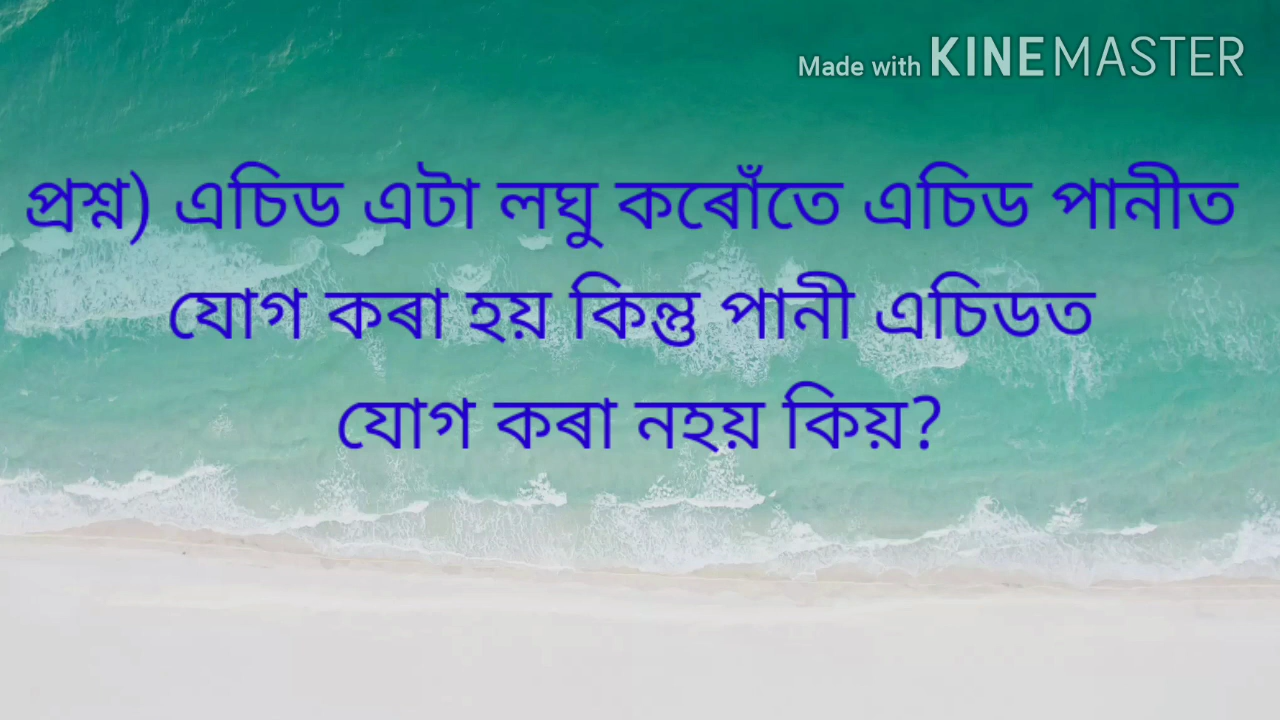 Made with KINEMASTER
প্ৰশ্ন) এচিড এটা লঘু কৰোঁতে এচিড পানীত
যোগ কৰা হয় কিন্তু পানী এচিডত
যোগ কৰা নহয় কিয়?